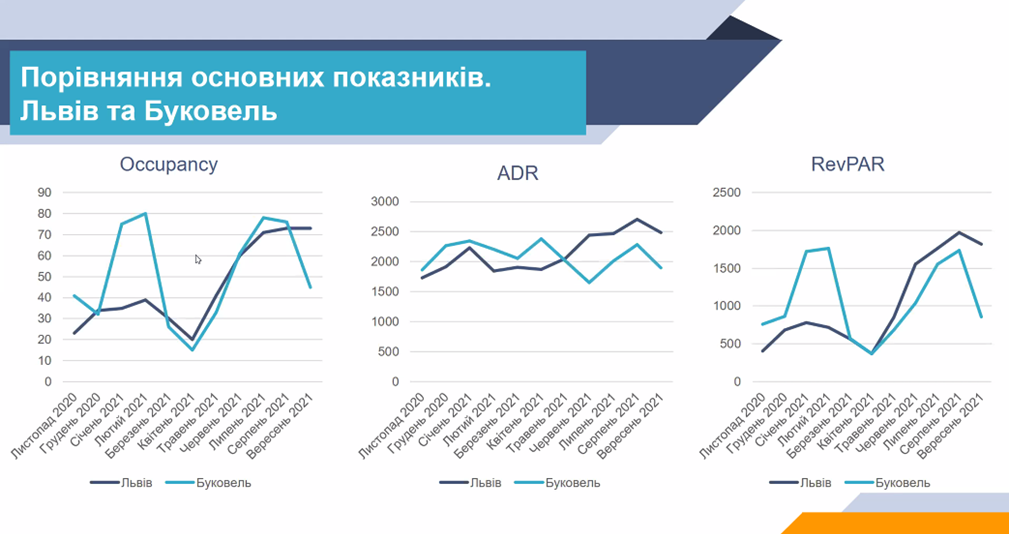 Порівняння основних показників.
Львів та Буковель
Occupancy
90
80
70
60
50
40
30
20
10
0
Листопад 2020
Грудень 2020
Січень 2021
Лютий 2021
Березень 2021
Квітень 2021
Травень 2021
Червень 2021
Липень 2021
Серпень 2021
Вересень 2021
Львів
Буковель
ADR
3000
2500
2000
1500
1000
500
0
Листопад 2020
Грудень 2020
Січень 2021
Лютий 2021
Березень 2021
Квітень 2021
Травень 2021
Червень 2021
Липень 2021
Серпень 2021
Вересень 2021
Львів
Буковель
RevPAR
2500
2000
1500
1000
500
0
Листопад 2020
Грудень 2020
Січень 2021
Лютий 2021
Березень 2021
Квітень 2021
Травень 2021
Червень 2021
Липень 2021
Серпень 2021
Вересень 2021
Львів
Буковель